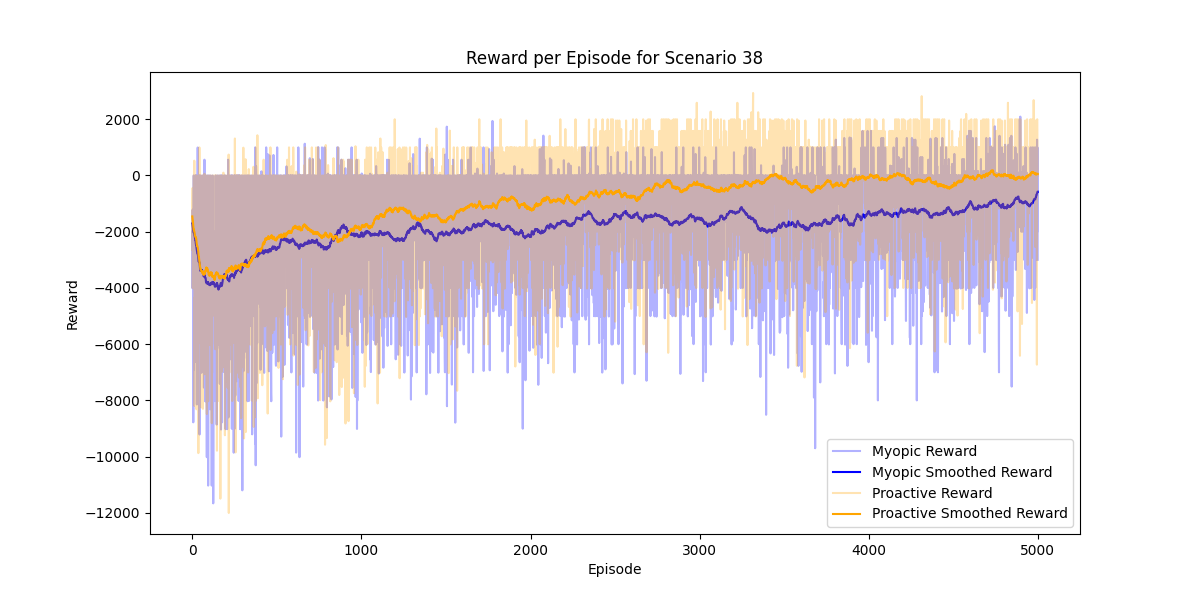 Reward per Episode for Scenario 38
2000
0
−2000
−4000
−6000
−8000
−10000
−12000
Reward
0 1000 2000 3000 4000 5000
Episode
Myopic Reward
Myopic Smoothed Reward
Proactive Reward
Proactive Smoothed Reward